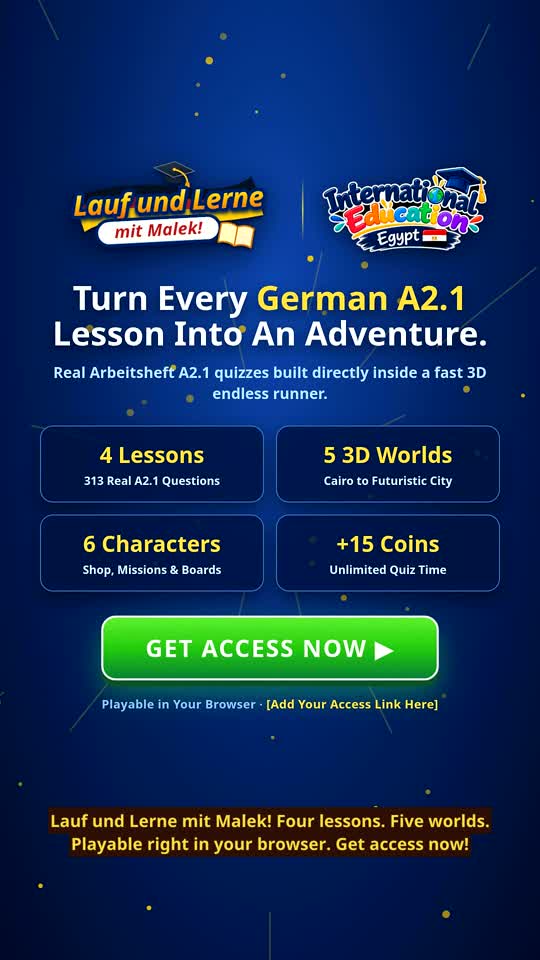 Lauf und Lerne
mit Malek!
International
Education
Egypt
Turn Every German A2.1
Lesson Into An Adventure.
Real Arbeitsheft A2.1 quizzes built directly inside a fast 3D
endless runner.
4 Lessons
313 Real A2.1 Questions
5 3D Worlds
Cairo to Futuristic City
6 Characters
Shop, Missions & Boards
+15 Coins
Unlimited Quiz Time
GET ACCESS NOW ▶
Playable in Your Browser · [Add Your Access Link Here]
Lauf und Lerne mit Malek! Four lessons. Five worlds.
Playable right in your browser. Get access now!